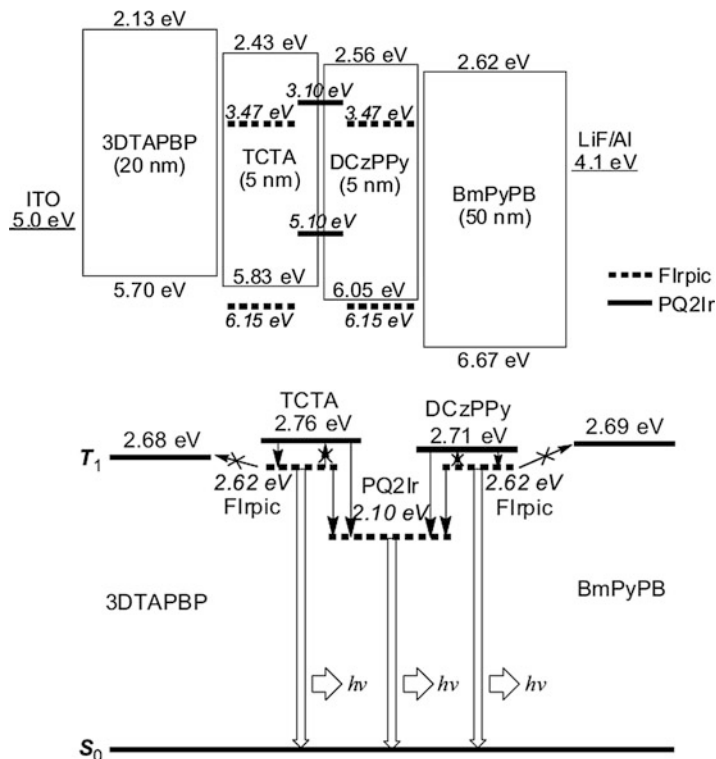 2.13 eV
2.43 eV
2.56 eV
2.62 eV
3.10 eV
3.47 eV
3.47 eV
3DTAPBP
(20 nm)
TCTA
(5 nm)
DCzPPy
(5 nm)
BmPyPB
(50 nm)
LiF/Al
4.1 eV
ITO
5.0 eV
5.10 eV
5.70 eV
5.83 eV
6.05 eV
6.15 eV
6.15 eV
6.67 eV
FIrpic
PQ2Ir
TCTA
2.76 eV
DCzPPy
2.71 eV
T1
2.68 eV
2.69 eV
2.62 eV
FIrpic
PQ2Ir
2.10 eV
2.62 eV
FIrpic
3DTAPBP
BmPyPB
hν
hν
hν
S0